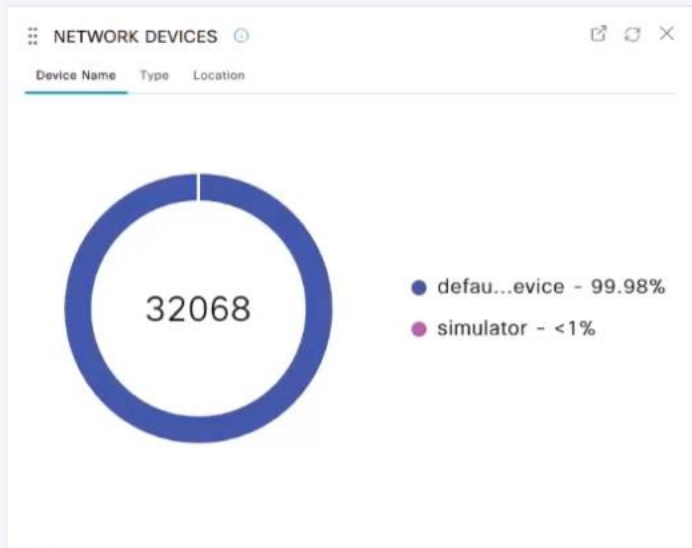 NETWORK DEVICES
Device Name Type Location
32068
defau...evice - 99.98%
simulator - <1%